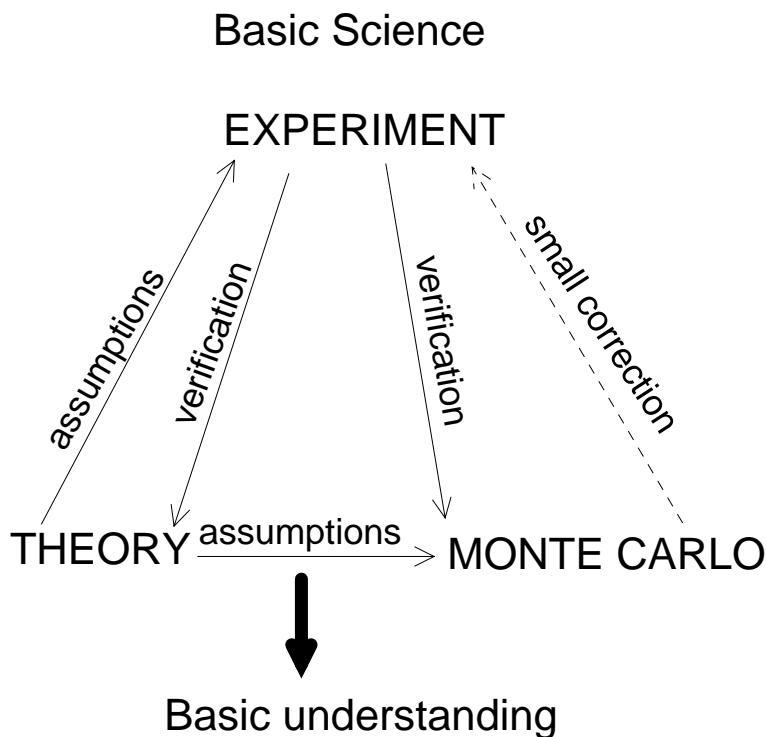 Basic Science
EXPERIMENT
assumptions
verification
verification
small correction
THEORY
assumptions
MONTE CARLO
Basic understanding